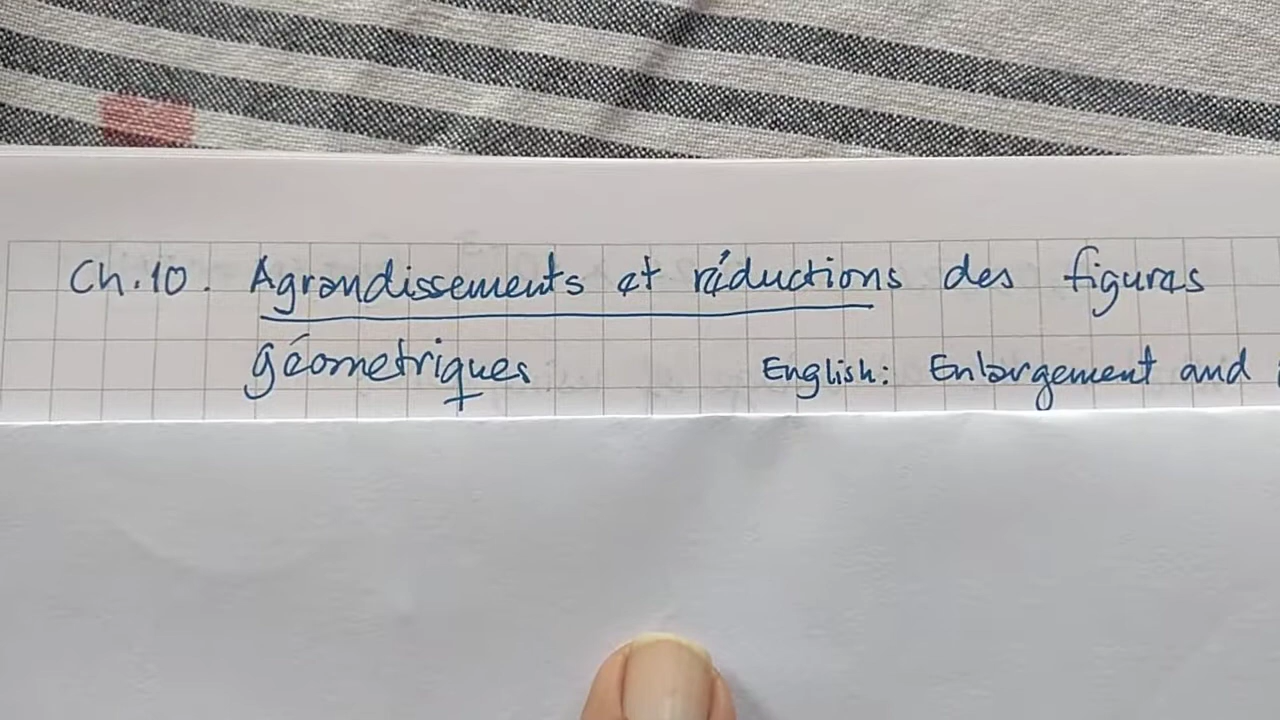 Ch.10. Agrandissements et réductions des figures
géometriques English: Enlargement and